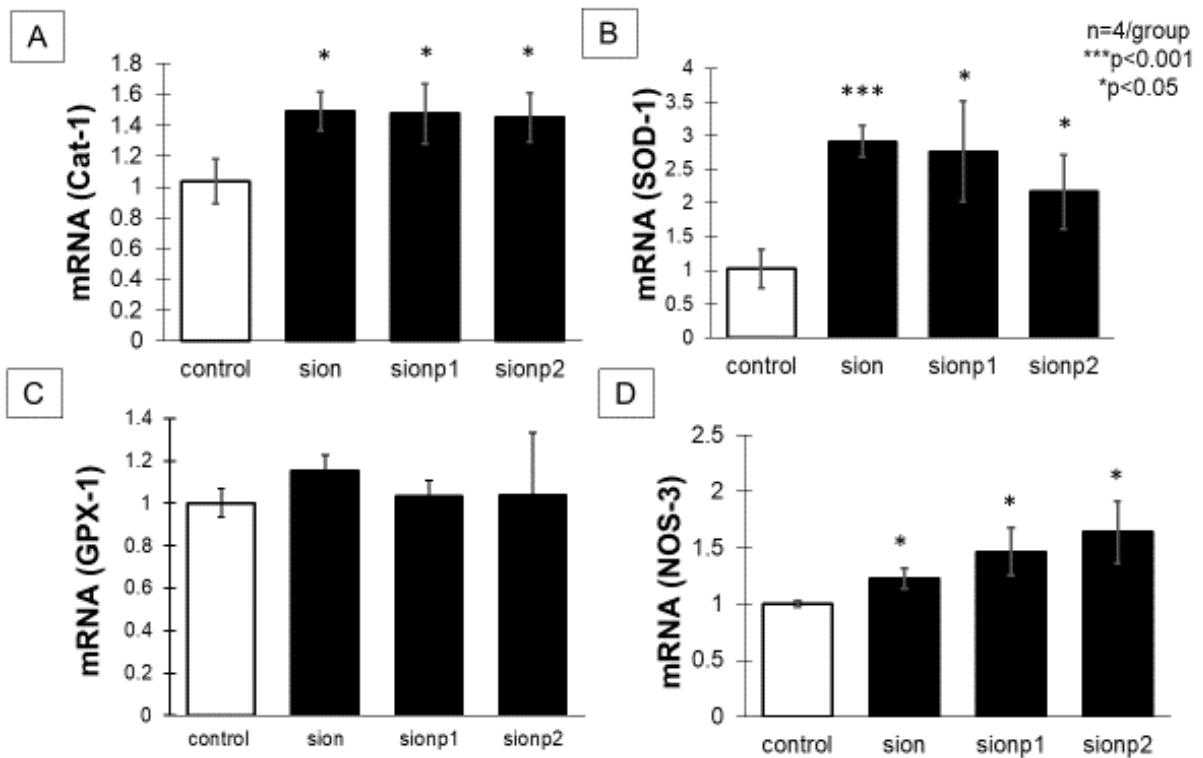 A
mRNA (Cat-1)
1.8
1.6
1.4
1.2
1
0.8
0.6
0.4
0.2
0
*
*
*
control sion sionp1 sionp2
B
n=4/group
***p<0.001
*p<0.05
mRNA (SOD-1)
4
3.5
3
2.5
2
1.5
1
0.5
0
***
*
*
control sion sionp1 sionp2
C
mRNA (GPX-1)
1.4
1.2
1
0.8
0.6
0.4
0.2
0
control sion sionp1 sionp2
D
mRNA (NOS-3)
2.5
2
1.5
1
0.5
0
*
*
*
control sion sionp1 sionp2